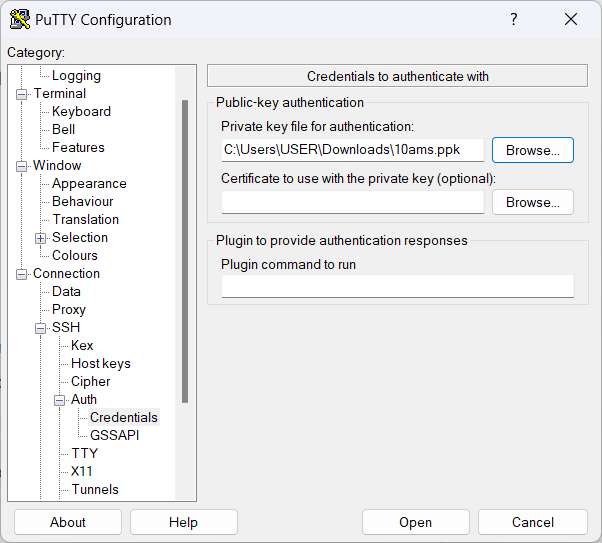 PuTTY Configuration
?
Category:
Logging
Terminal
Keyboard
Bell
Features
Window
Appearance
Behaviour
Translation
Selection
Colours
Connection
Data
Proxy
SSH
Kex
Host keys
Cipher
Auth
Credentials
GSSAPI
TTY
X11
Tunnels
Credentials to authenticate with
Public-key authentication
Private key file for authentication:
C:\Users\USER\Downloads\10ams.ppk
Browse...
Certificate to use with the private key (optional):
Browse...
Plugin to provide authentication responses
Plugin command to run
About
Help
Open
Cancel